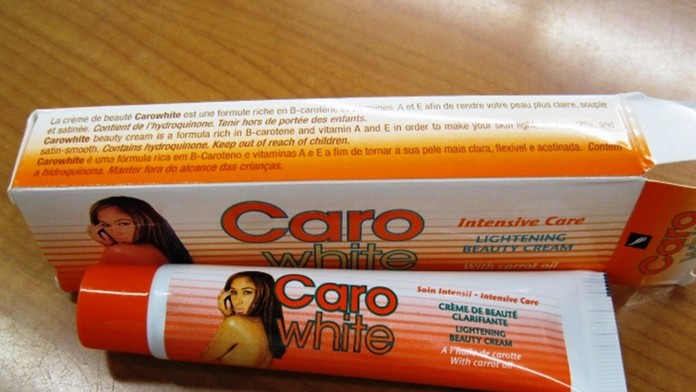 La crème de beauté Carowhite est une formule riche en B-carotène et vitamines A et E afin de rendre votre peau plus claire, souple
et satinée. Contient de l'hydroquinone. Tenir hors de portée des enfants.
Carowhite beauty cream is a formula rich in B-carotene and vitamin A and E in order to make your skin and
satin-smooth. Contains hydroquinone. Keep out of reach of children.
Carowhite é uma fórmula rica em B-Caroteno e vitaminas A e E a fim de tornar a sua pele mais clara, flexível e acetinada. Contem
a hidroquinona. Manter fora do alcance das crianças.
Caro
white
Intensive Care
LIGHTENING
BEAUTY CREAM
With carrot oil
Caro
Caro
white
Soin Intensif - Intensive Care
CRÈME DE BEAUTÉ
CLARIFIANTE
LIGHTENING
BEAUTY CREAM
A l'huile de carotte
With carrot oil